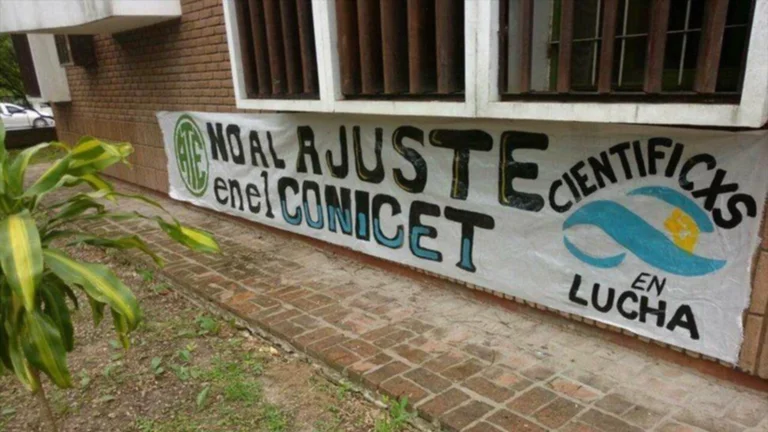 ATE
NO AL AJUSTE
en el CONICET
CIENTIFICXS
EN
LUCHA